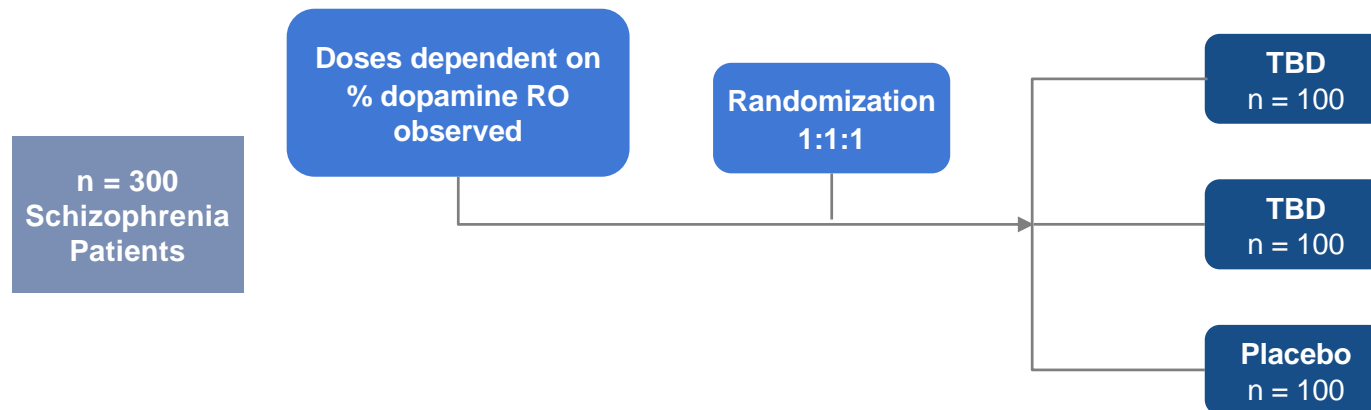 n = 300
Schizophrenia
Patients
Doses dependent on
% dopamine RO
observed
Randomization
1:1:1
TBD
n = 100
TBD
n = 100
Placebo
n = 100